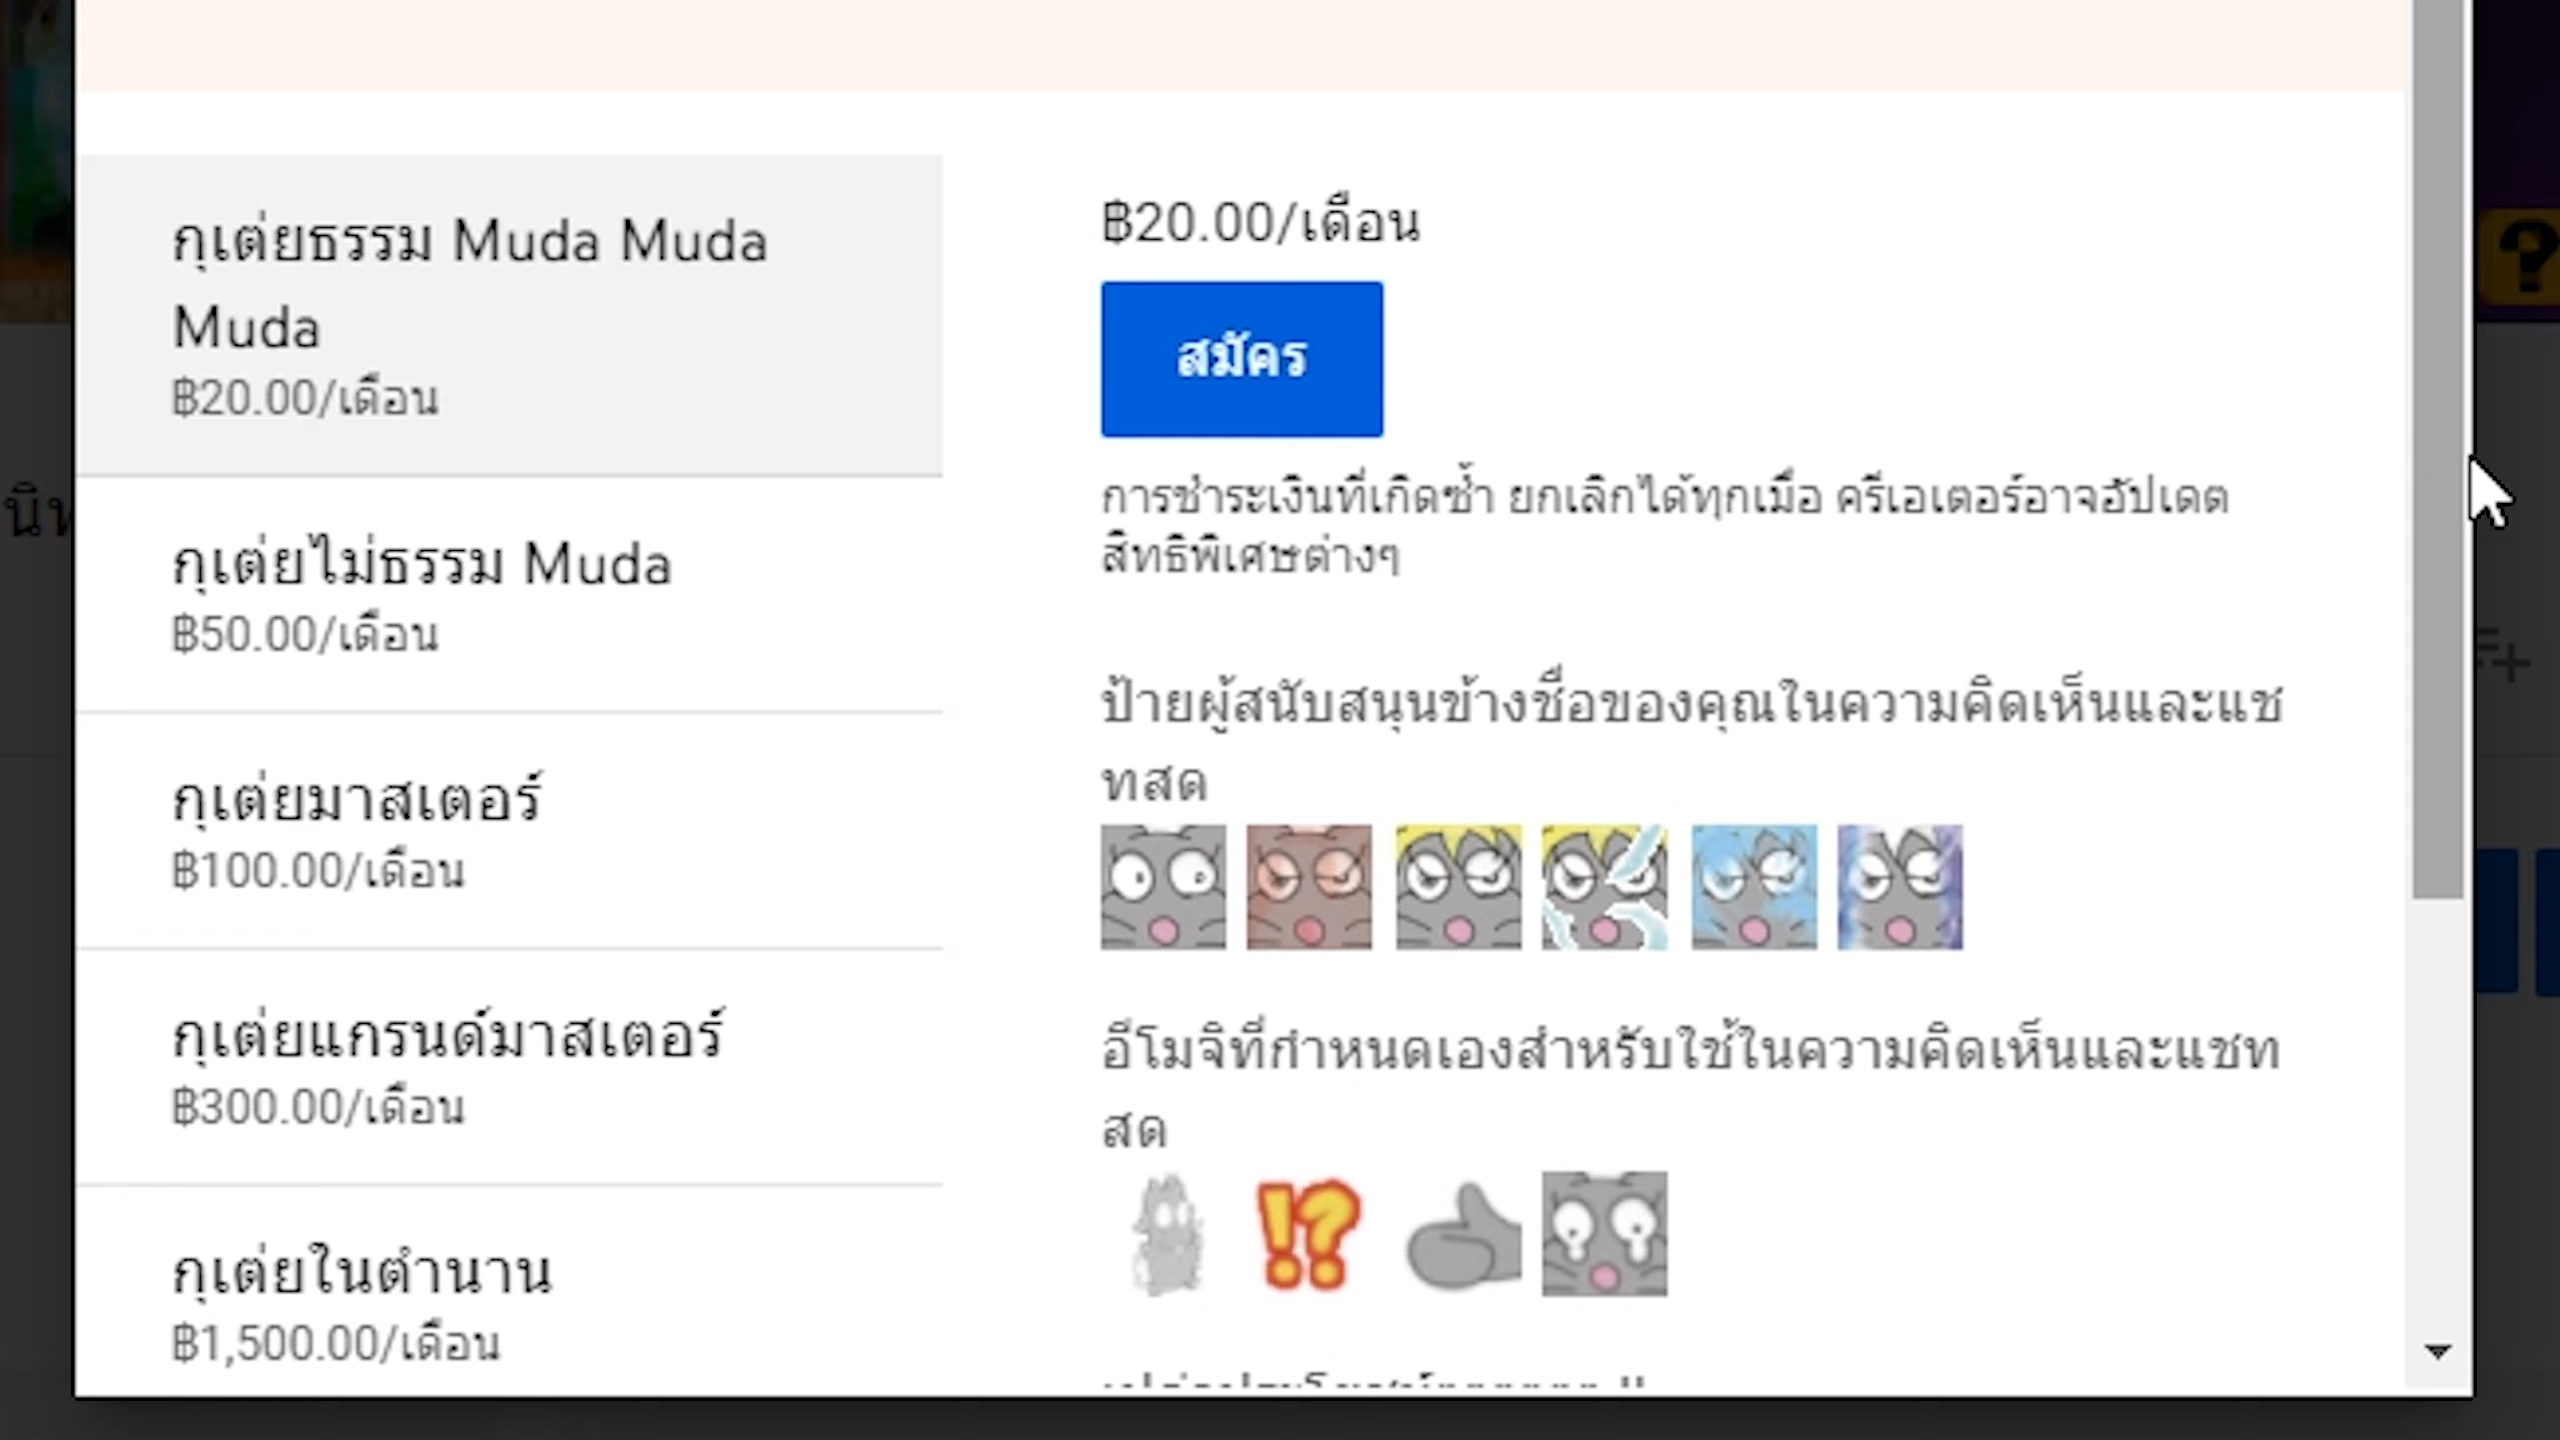 กุเต่ยธรรม Muda Muda
Muda
฿20.00/เดือน
กุเต่ยไม่ธรรม Muda
฿50.00/เดือน
กุเต่ยมาสเตอร์
฿100.00/เดือน
กุเต่ยแกรนด์มาสเตอร์
฿300.00/เดือน
กุเต่ยในตำนาน
฿1,500.00/เดือน
฿20.00/เดือน
สมัคร
การชำระเงินที่เกิดซ้ำ ยกเลิกได้ทุกเมื่อ ครีเอเตอร์อาจอัปเดต
สิทธิพิเศษต่างๆ
ป้ายผู้สนับสนุนข้างชื่อของคุณในความคิดเห็นและแช
ทสด
อีโมจิที่กำหนดเองสำหรับใช้ในความคิดเห็นและแชท
สด
!?